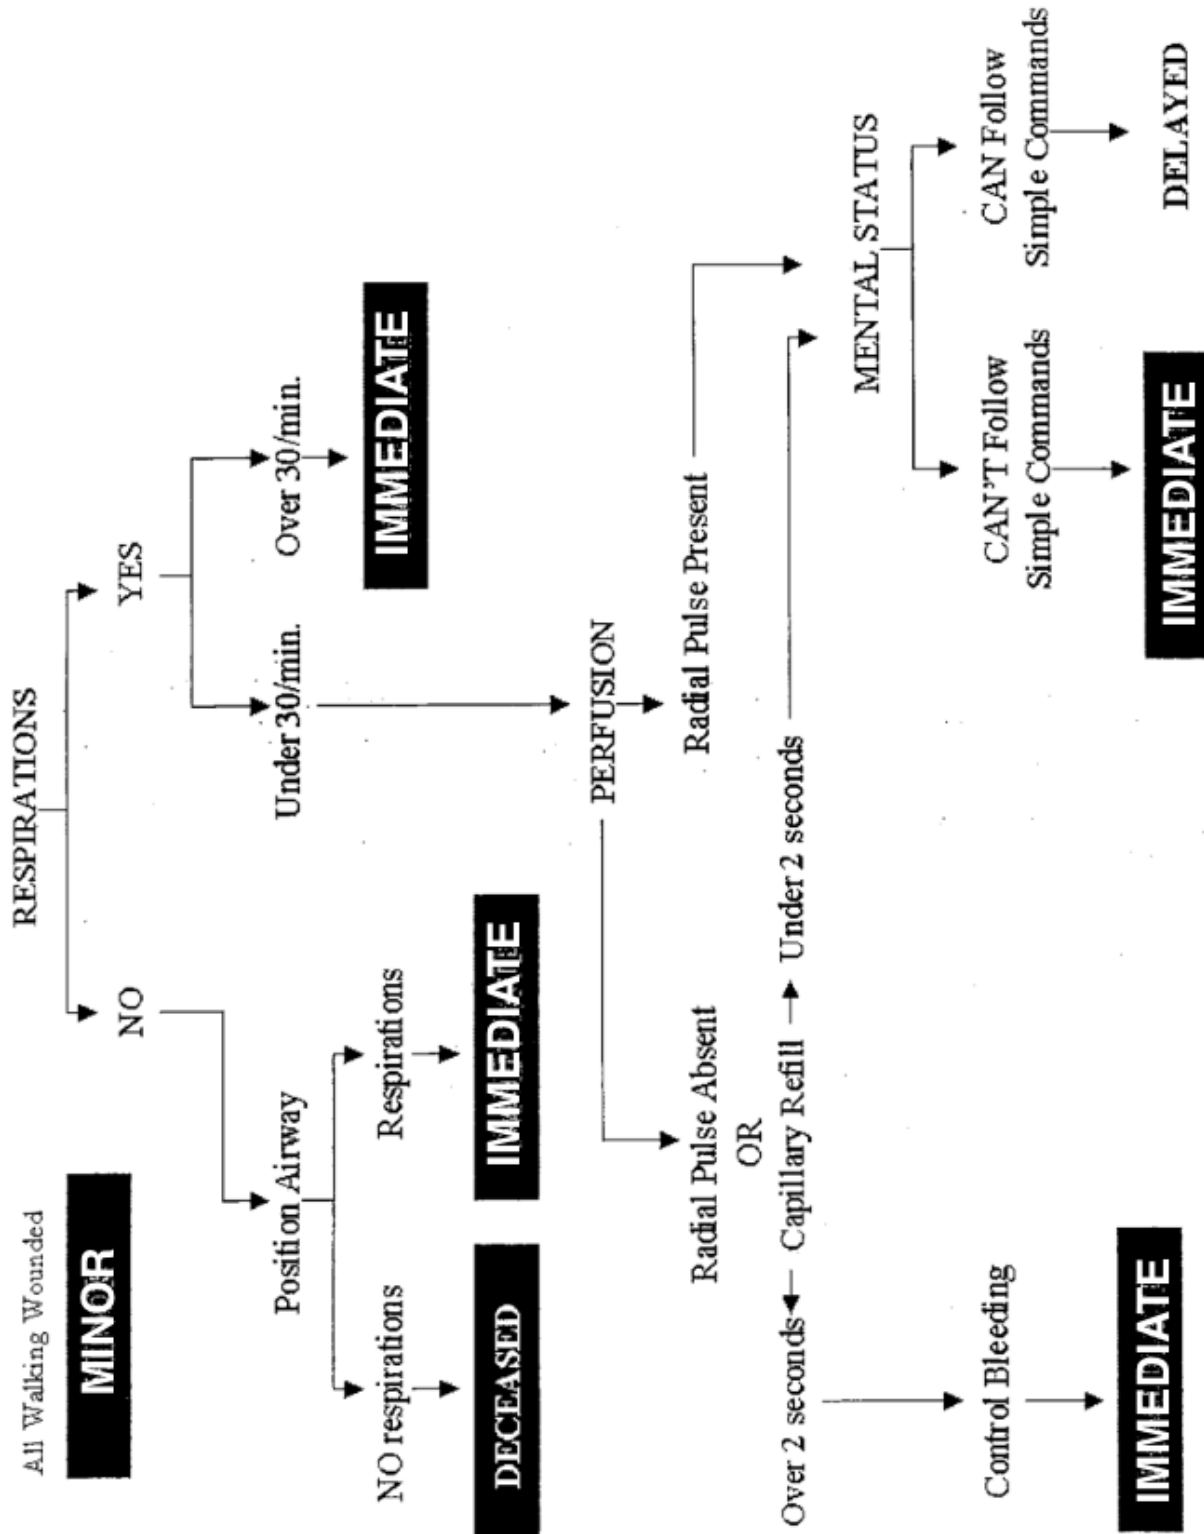 All Walking Wounded
MINOR
RESPIRATIONS
NO
YES
Position Airway
Under 30/min.
Over 30/min.
NO respirations
Respirations
IMMEDIATE
DECEASED
IMMEDIATE
PERFUSION
Radial Pulse Absent
Radial Pulse Present
OR
Over 2 seconds
Capillary Refill
Under 2 seconds
MENTAL STATUS
Control Bleeding
CAN'T Follow
Simple Commands
CAN Follow
Simple Commands
IMMEDIATE
IMMEDIATE
DELAYED